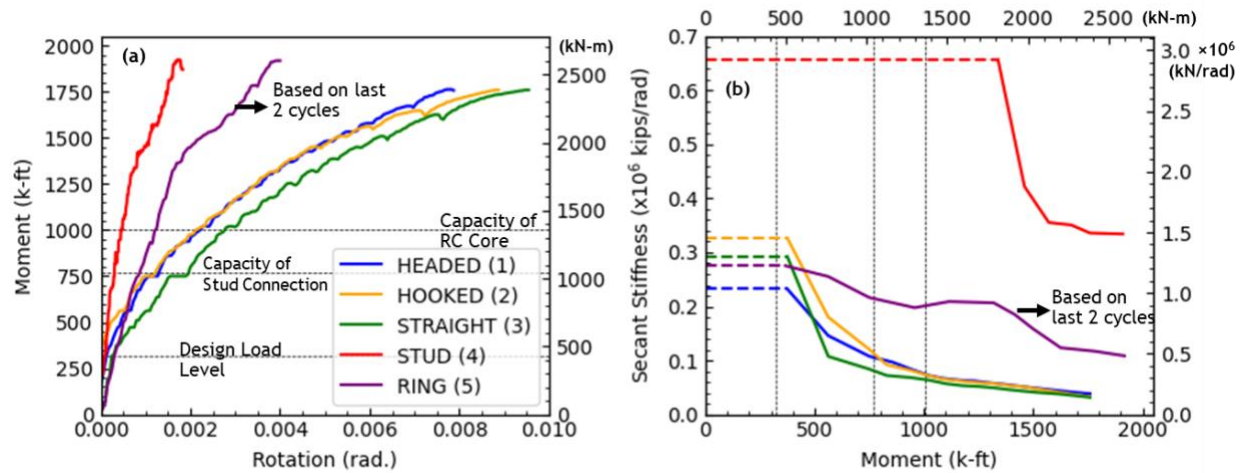 (a)
(kN-m)
2000
1750
1500
1250
1000
750
500
250
0
Moment (k-ft)
Based on last
2 cycles
Capacity of
RC Core
Capacity of
Stud Connection
Design Load
Level
HEADED (1)
HOOKED (2)
STRAIGHT (3)
STUD (4)
RING (5)
2500
2000
1500
1000
500
0
0.000
0.002
0.004
0.006
0.008
0.010
Rotation (rad.)
0
500
1000
1500
2000
2500
(kN-m)
(b)
0.7
0.6
0.5
0.4
0.3
0.2
0.1
0.0
Secant Stiffness (x10⁶ kips/rad)
Based on
last 2 cycles
3.0
×10⁶
(kN/rad)
2.5
2.0
1.5
1.0
0.5
0.0
0
500
1000
1500
2000
Moment (k-ft)